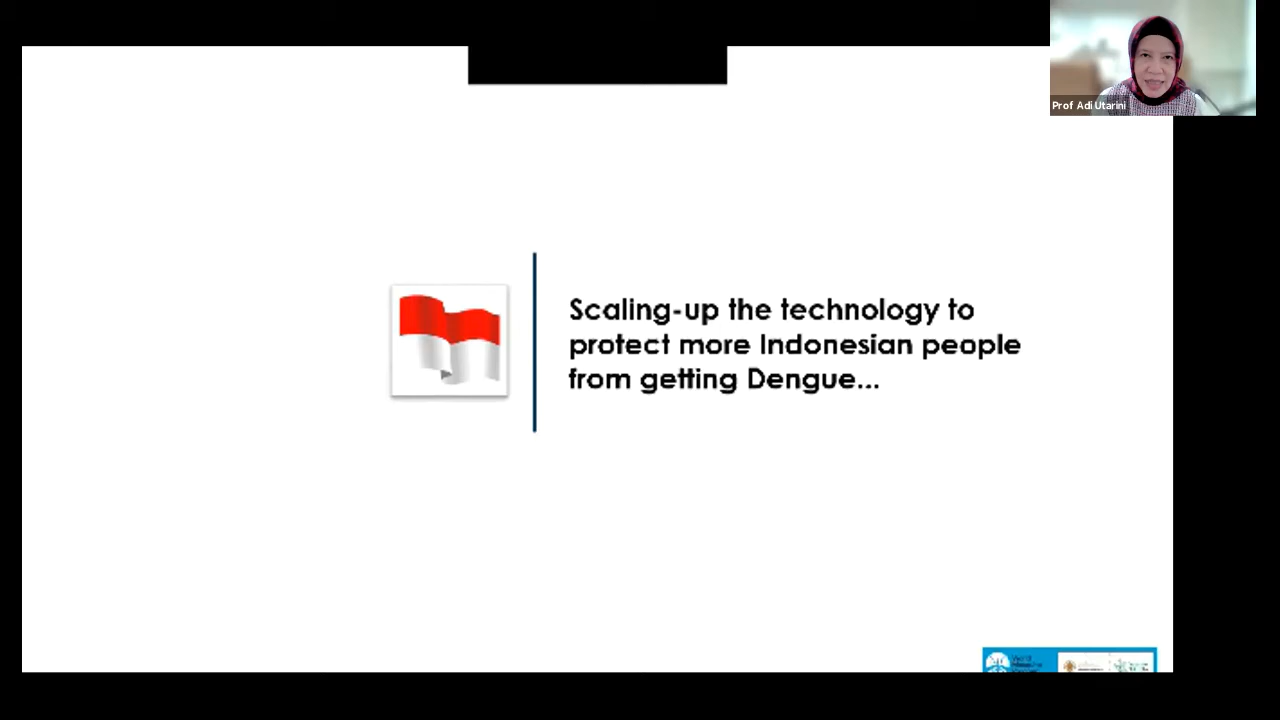 Prof Adi Utarini
Scaling-up the technology to
protect more Indonesian people
from getting Dengue...